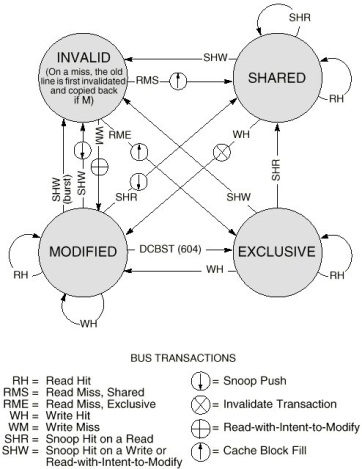 SHR
INVALID
(On a miss, the old
line is first invalidated
and copied back
if M)
SHW
RMS
SHARED
RH
WM
RME
WH
SHW
(burst)
SHW
SHR
SHW
SHR
MODIFIED
DCBST (604)
EXCLUSIVE
RH
WH
RH
WH
BUS TRANSACTIONS
RH = Read Hit
RMS = Read Miss, Shared
RME = Read Miss, Exclusive
WH = Write Hit
WM = Write Miss
SHR = Snoop Hit on a Read
SHW = Snoop Hit on a Write or
Read-with-Intent-to-Modify
= Snoop Push
= Invalidate Transaction
= Read-with-Intent-to-Modify
= Cache Block Fill